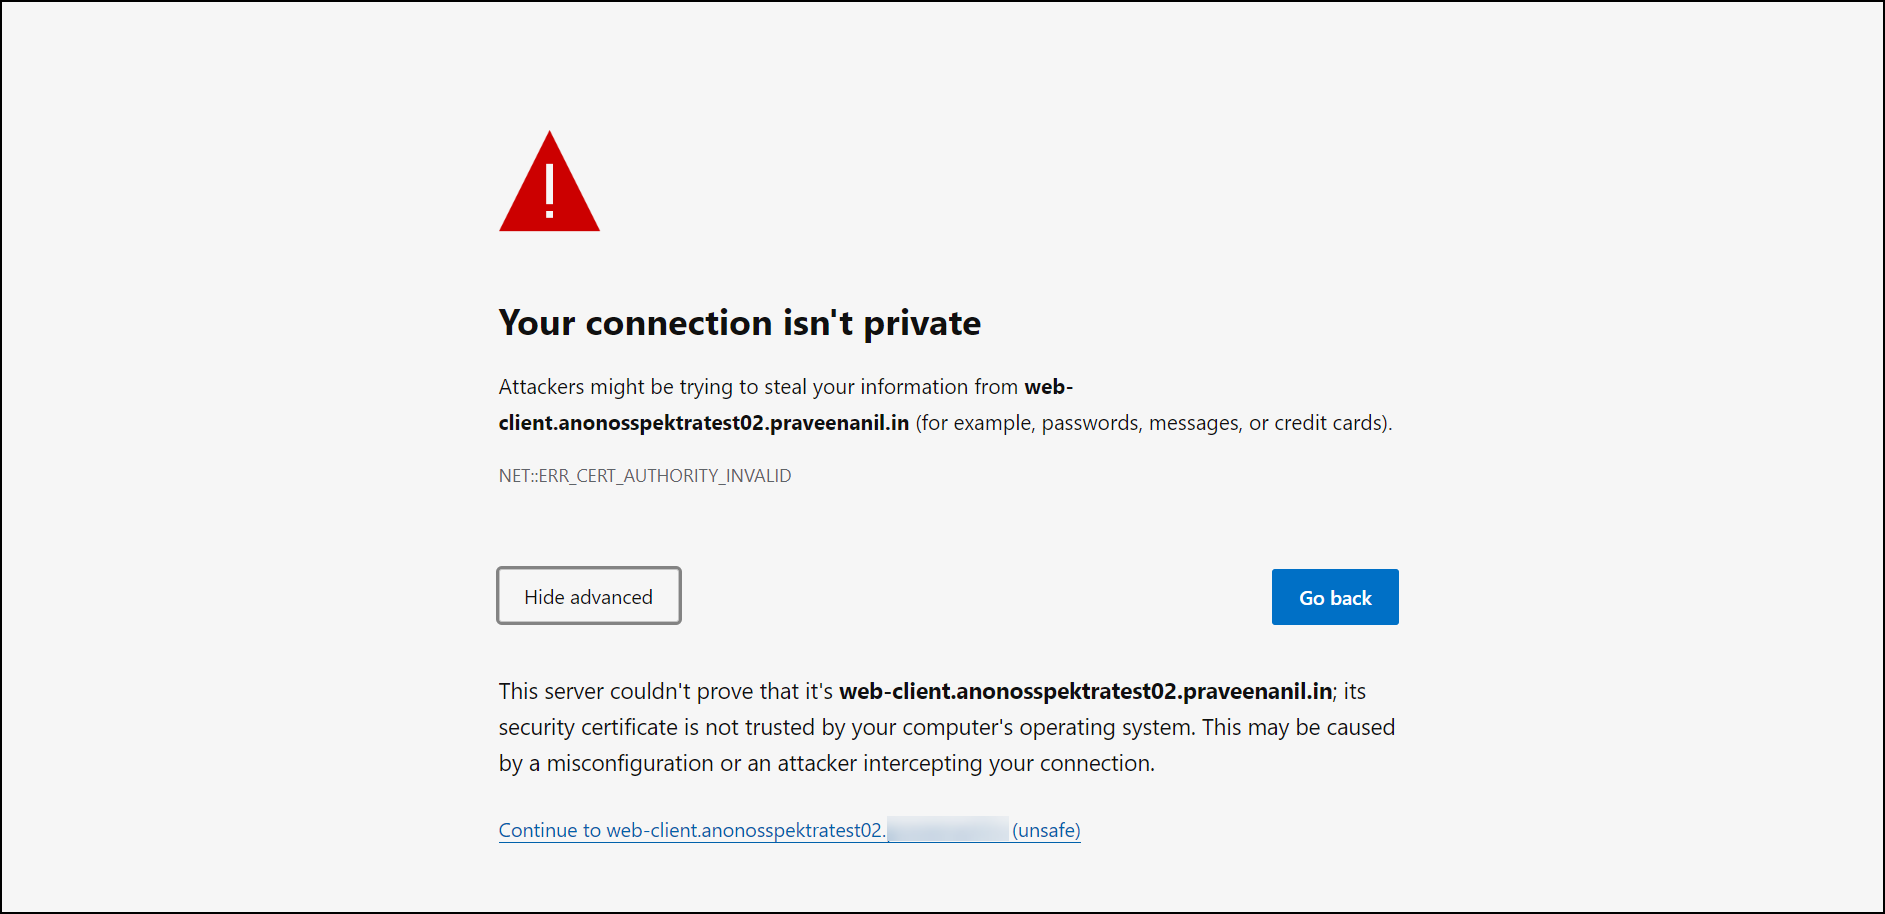 !
Your connection isn't private
Attackers might be trying to steal your information from web-
client.anonosspektratest02.praveenanil.in (for example, passwords, messages, or credit cards).
NET::ERR_CERT_AUTHORITY_INVALID
Hide advanced
Go back
This server couldn't prove that it's web-client.anonosspektratest02.praveenanil.in; its
security certificate is not trusted by your computer's operating system. This may be caused
by a misconfiguration or an attacker intercepting your connection.
Continue to web-client.anonosspektratest02. (unsafe)